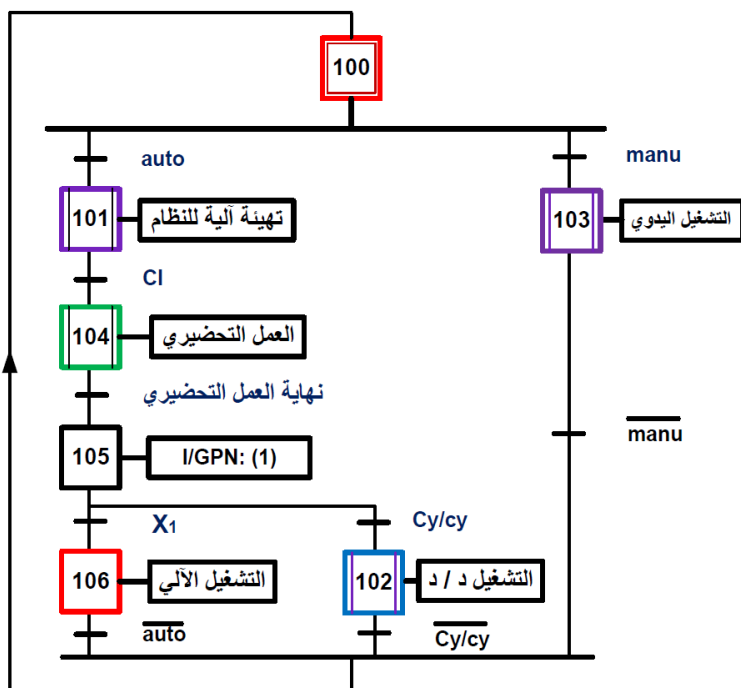 100
auto
manu
101
تهيئة آلية للنظام
103
التشغيل اليدوي
CI
104
العمل التحضيري
نهاية العمل التحضيري
manu
105
I/GPN: (1)
X1
Cy/cy
106
التشغيل الآلي
102
التشغيل د / د
auto
Cy/cy